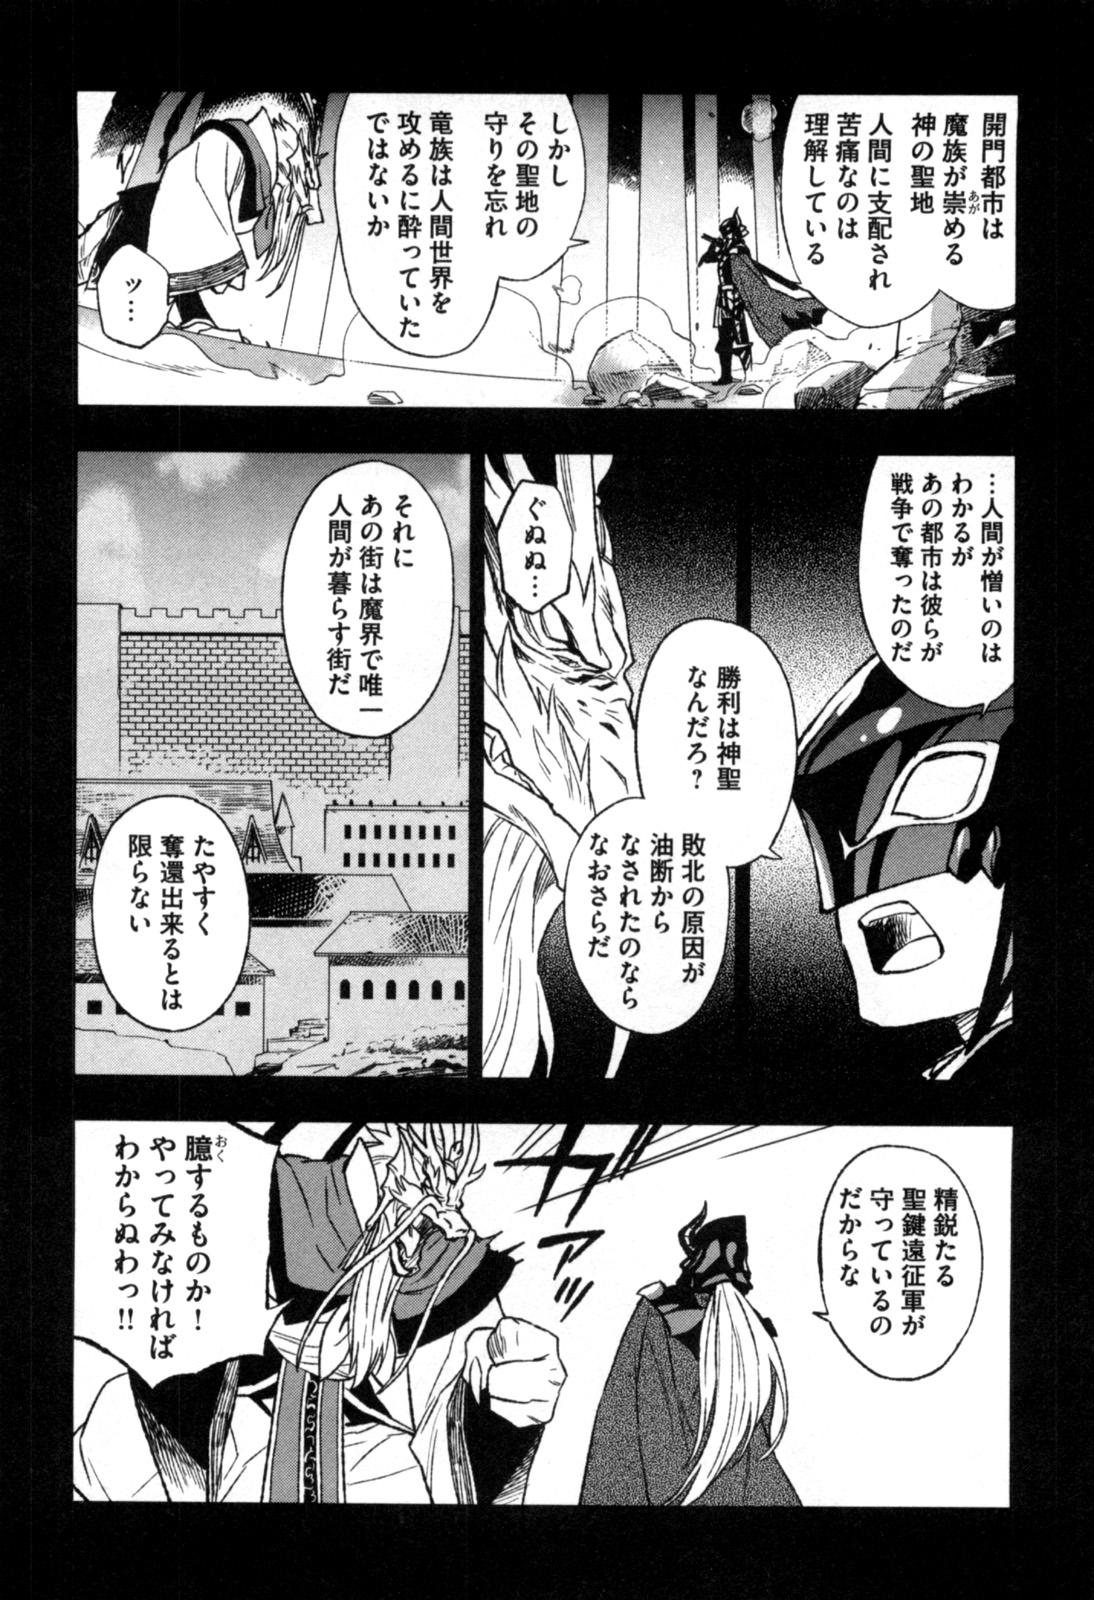 開門都市は
魔族が崇める
あが
神の聖地
人間に支配され
苦痛なのは
理解している
しかし
その聖地の
守りを忘れ
竜族は人間世界を
攻めるに酔っていた
ではないか
ッ…
…人間が憎いのは
わかるが
あの都市は彼らが
戦争で奪ったのだ
ぐぬぬ…
勝利は神聖
なんだろ?
敗北の原因が
油断から
なされたのなら
なおさらだ
それに
あの街は魔界で唯一
人間が暮らす街だ
たやすく
奪還出来るとは
限らない
精鋭たる
聖鍵遠征軍が
守っているの
だからな
ドン
臆するものか!
おく
やってみなければ
わからぬわっ!!